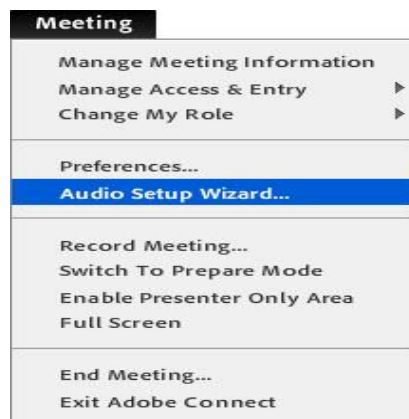 Meeting
Manage Meeting Information
Manage Access & Entry
Change My Role
Preferences...
Audio Setup Wizard...
Record Meeting...
Switch To Prepare Mode
Enable Presenter Only Area
Full Screen
End Meeting...
Exit Adobe Connect